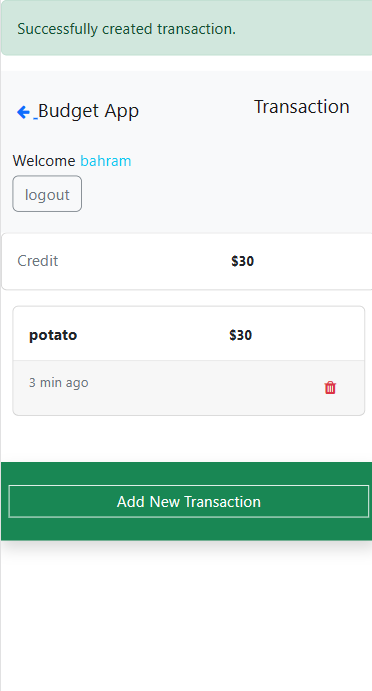 Successfully created transaction.
Budget App Transaction
Welcome bahram
logout
Credit $30
potato $30
3 min ago
Add New Transaction